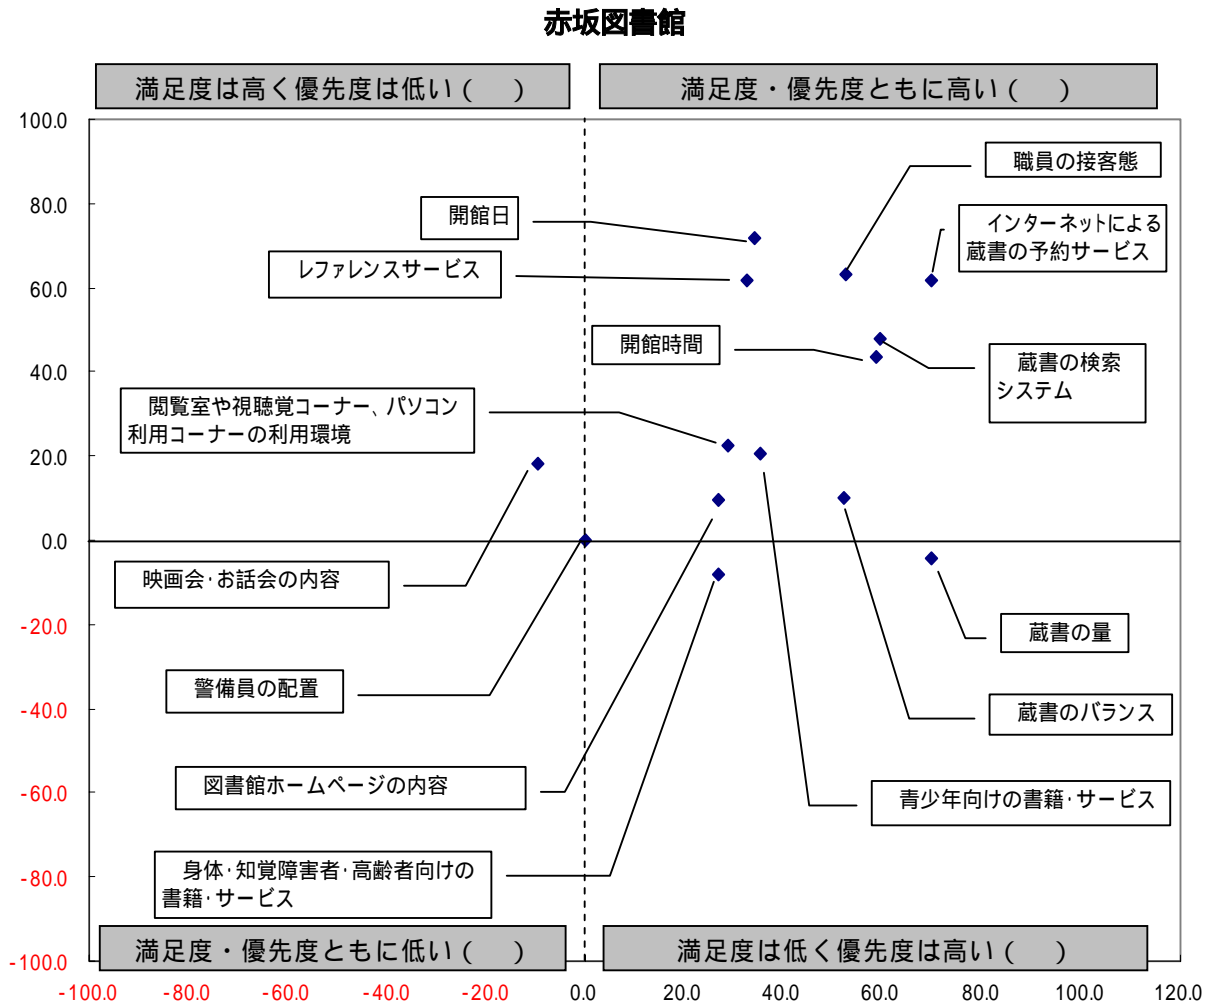 赤坂図書館
満足度は高く優先度は低い（　）
満足度・優先度ともに高い（　）
100.0
80.0
60.0
40.0
20.0
0.0
-20.0
-40.0
-60.0
-80.0
-100.0
職員の接客態
開館日
インターネットによる
蔵書の予約サービス
レファレンスサービス
開館時間
蔵書の検索
システム
閲覧室や視聴覚コーナー、パソコン
利用コーナーの利用環境
映画会・お話会の内容
蔵書の量
警備員の配置
蔵書のバランス
図書館ホームページの内容
青少年向けの書籍・サービス
身体・知覚障害者・高齢者向けの
書籍・サービス
満足度・優先度ともに低い（　）
満足度は低く優先度は高い（　）
-100.0 -80.0 -60.0 -40.0 -20.0 0.0 20.0 40.0 60.0 80.0 100.0 120.0